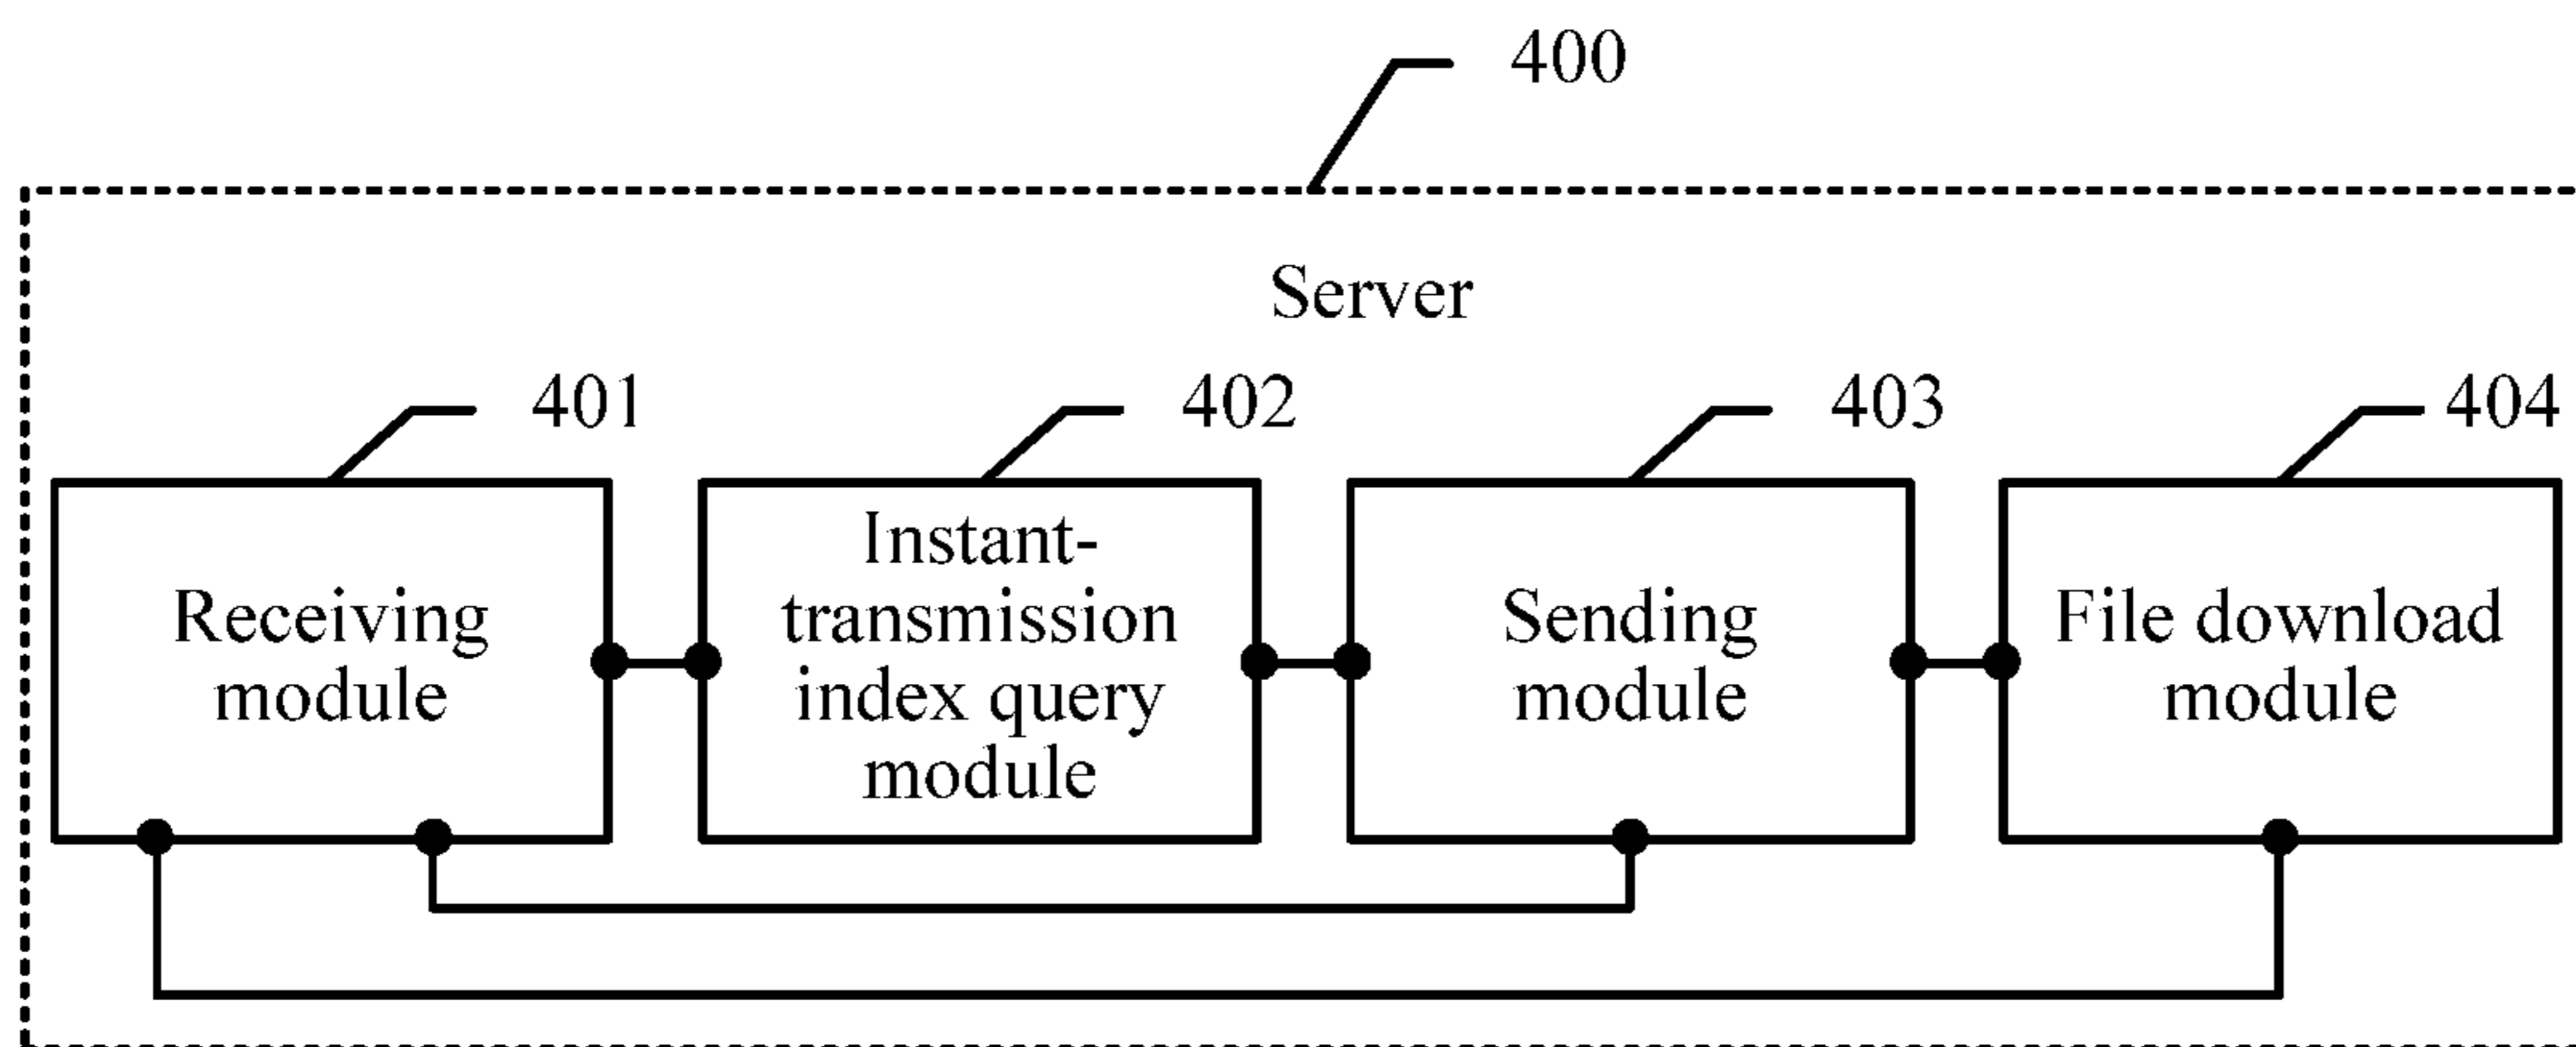 400
Server
401
402
403
404
Receiving
module
Instant-
transmission
index query
module
Sending
module
File download
module